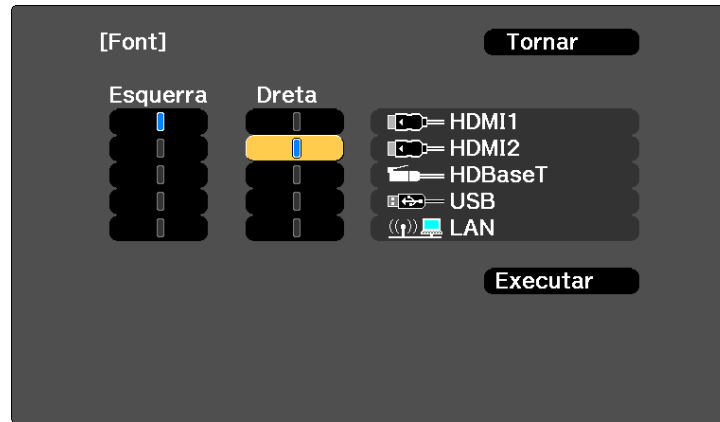 [Font]
Tornar
Esquerra
Dreta
HDMI1
HDMI2
HDBaseT
USB
LAN
Executar